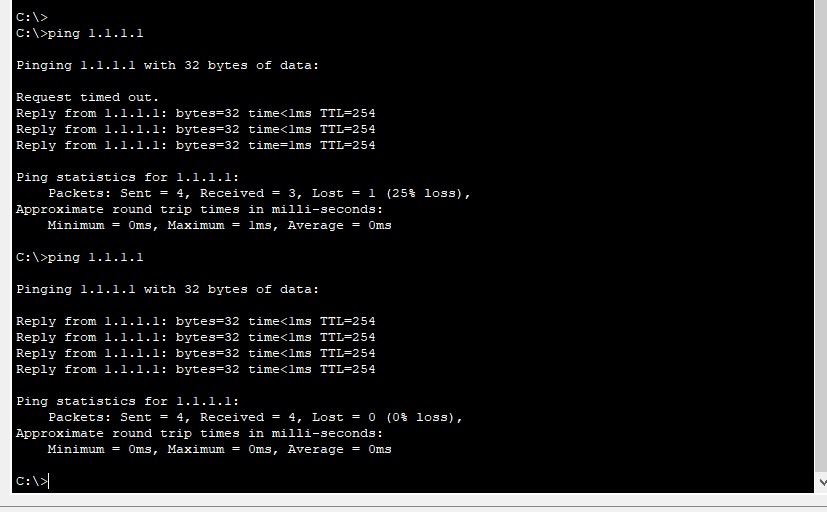 C:\>
C:\>ping 1.1.1.1
Pinging 1.1.1.1 with 32 bytes of data:
Request timed out.
Reply from 1.1.1.1: bytes=32 time<1ms TTL=254
Reply from 1.1.1.1: bytes=32 time<1ms TTL=254
Reply from 1.1.1.1: bytes=32 time=1ms TTL=254
Ping statistics for 1.1.1.1:
    Packets: Sent = 4, Received = 3, Lost = 1 (25% loss),
Approximate round trip times in milli-seconds:
    Minimum = 0ms, Maximum = 1ms, Average = 0ms
C:\>ping 1.1.1.1
Pinging 1.1.1.1 with 32 bytes of data:
Reply from 1.1.1.1: bytes=32 time<1ms TTL=254
Reply from 1.1.1.1: bytes=32 time<1ms TTL=254
Reply from 1.1.1.1: bytes=32 time<1ms TTL=254
Reply from 1.1.1.1: bytes=32 time<1ms TTL=254
Ping statistics for 1.1.1.1:
    Packets: Sent = 4, Received = 4, Lost = 0 (0% loss),
Approximate round trip times in milli-seconds:
    Minimum = 0ms, Maximum = 0ms, Average = 0ms
C:\>